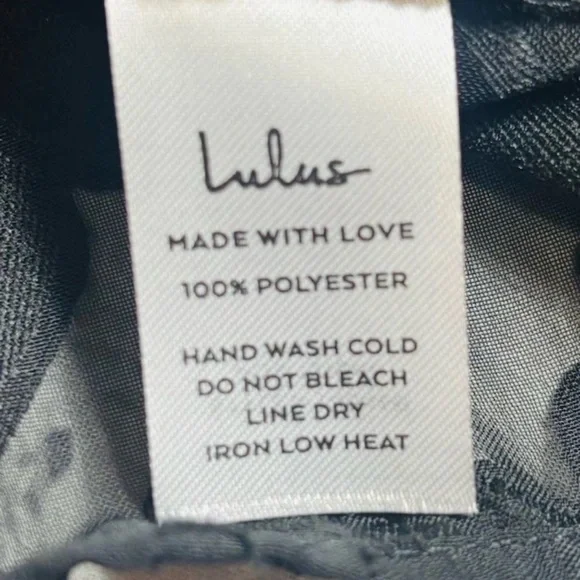 Lulus
MADE WITH LOVE
100% POLYESTER
HAND WASH COLD
DO NOT BLEACH
LINE DRY
IRON LOW HEAT